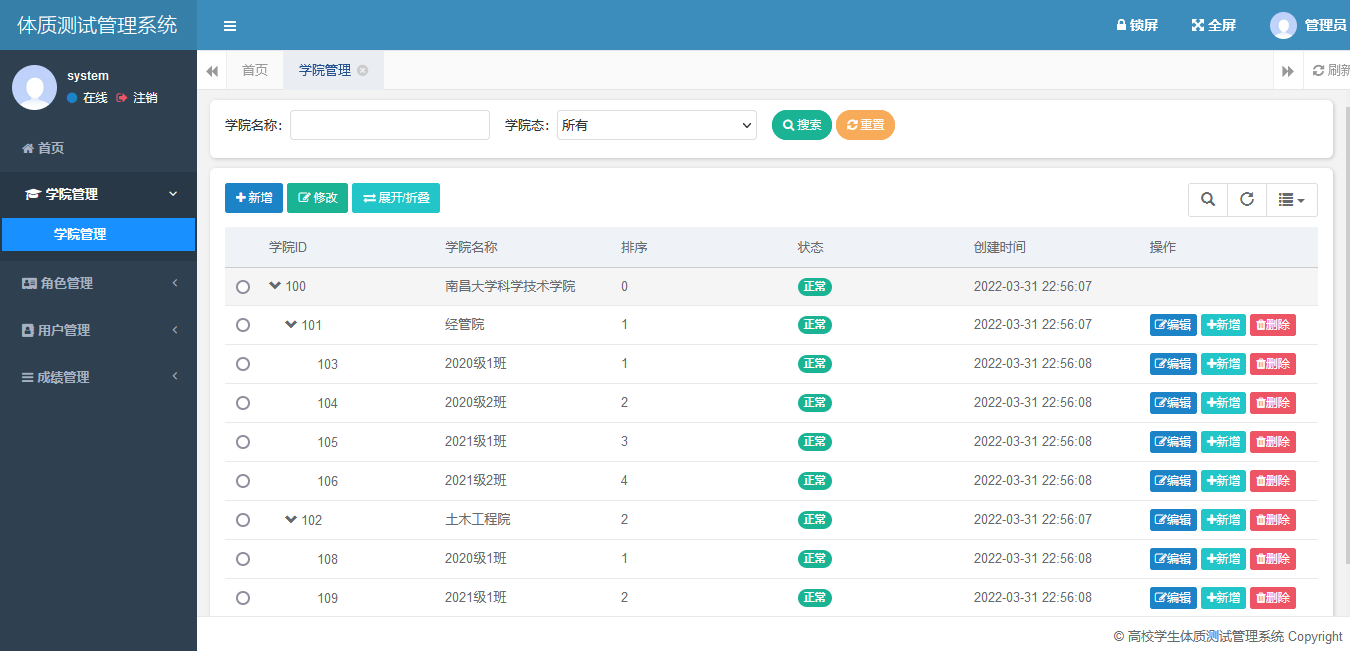 体质测试管理系统
锁屏 全屏 管理员
system
在线 注销
首页 学院管理 刷新
首页
学院管理
学院管理
角色管理
用户管理
成绩管理
学院名称: 学院态: 所有 搜索 重置
新增 修改 展开/折叠
学院ID 学院名称 排序 状态 创建时间 操作
100 南昌大学科学技术学院 0 正常 2022-03-31 22:56:07
101 经管院 1 正常 2022-03-31 22:56:07 编辑 新增 删除
103 2020级1班 1 正常 2022-03-31 22:56:08 编辑 新增 删除
104 2020级2班 2 正常 2022-03-31 22:56:08 编辑 新增 删除
105 2021级1班 3 正常 2022-03-31 22:56:08 编辑 新增 删除
106 2021级2班 4 正常 2022-03-31 22:56:08 编辑 新增 删除
102 土木工程院 2 正常 2022-03-31 22:56:07 编辑 新增 删除
108 2020级1班 1 正常 2022-03-31 22:56:08 编辑 新增 删除
109 2021级1班 2 正常 2022-03-31 22:56:08 编辑 新增 删除
© 高校学生体质测试管理系统 Copyright